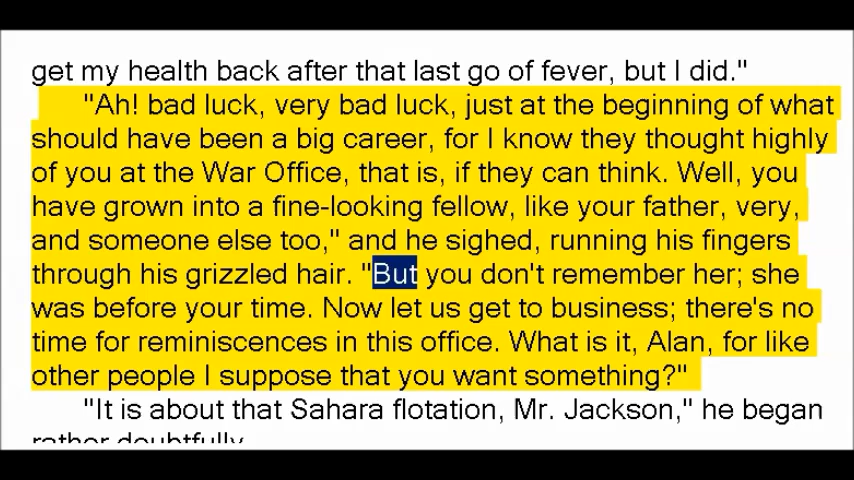 get my health back after that last go of fever, but I did."
"Ah! bad luck, very bad luck, just at the beginning of what
should have been a big career, for I know they thought highly
of you at the War Office, that is, if they can think. Well, you
have grown into a fine-looking fellow, like your father, very,
and someone else too," and he sighed, running his fingers
through his grizzled hair. "But you don't remember her; she
was before your time. Now let us get to business; there's no
time for reminiscences in this office. What is it, Alan, for like
other people I suppose that you want something?"
"It is about that Sahara flotation, Mr. Jackson," he began
rather doubtfully.